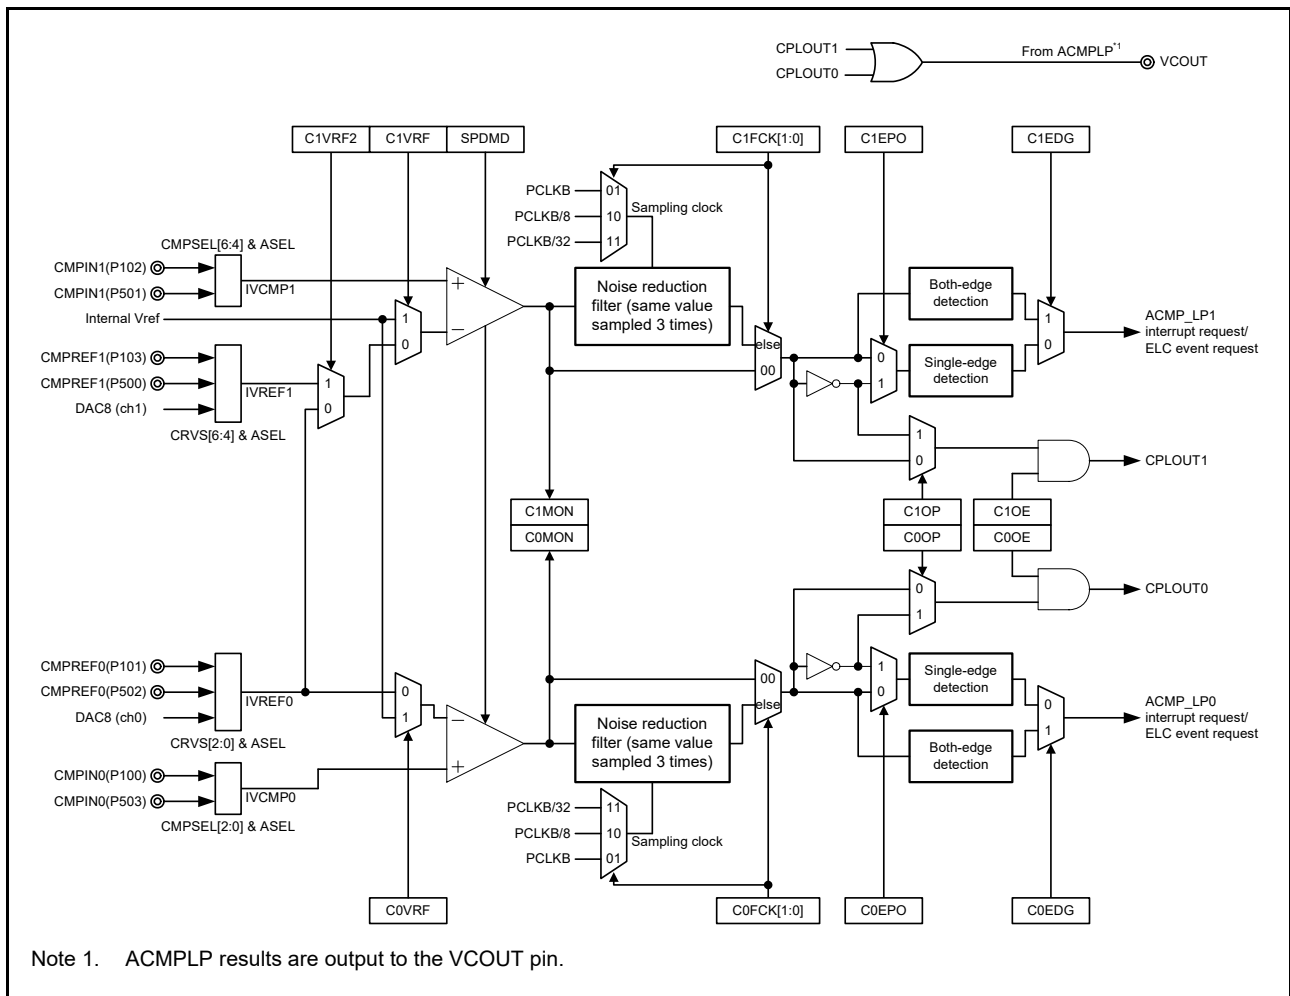 CPLOUT1
CPLOUT0
From ACMPLP*1
VCOUT
C1VRF2
C1VRF
SPDMD
C1FCK[1:0]
C1EPO
C1EDG
PCLKB
01
PCLKB/8
10
PCLKB/32
11
Sampling clock
CMPSEL[6:4] & ASEL
CMPIN1(P102)
CMPIN1(P501)
IVCMP1
Internal Vref
CMPREF1(P103)
CMPREF1(P500)
DAC8 (ch1)
IVREF1
CRVS[6:4] & ASEL
1
0
1
0
+
−
Noise reduction
filter (same value
sampled 3 times)
else
00
0
1
Both-edge
detection
Single-edge
detection
1
0
ACMP_LP1
interrupt request/
ELC event request
1
0
CPLOUT1
C1MON
C0MON
C1OP
C0OP
C1OE
C0OE
0
1
CPLOUT0
CMPREF0(P101)
CMPREF0(P502)
DAC8 (ch0)
IVREF0
CRVS[2:0] & ASEL
CMPIN0(P100)
CMPIN0(P503)
IVCMP0
CMPSEL[2:0] & ASEL
0
1
−
+
Noise reduction
filter (same value
sampled 3 times)
00
else
1
0
Single-edge
detection
Both-edge
detection
0
1
ACMP_LP0
interrupt request/
ELC event request
PCLKB/32
11
PCLKB/8
10
PCLKB
01
Sampling clock
C0VRF
C0FCK[1:0]
C0EPO
C0EDG
Note 1. ACMPLP results are output to the VCOUT pin.